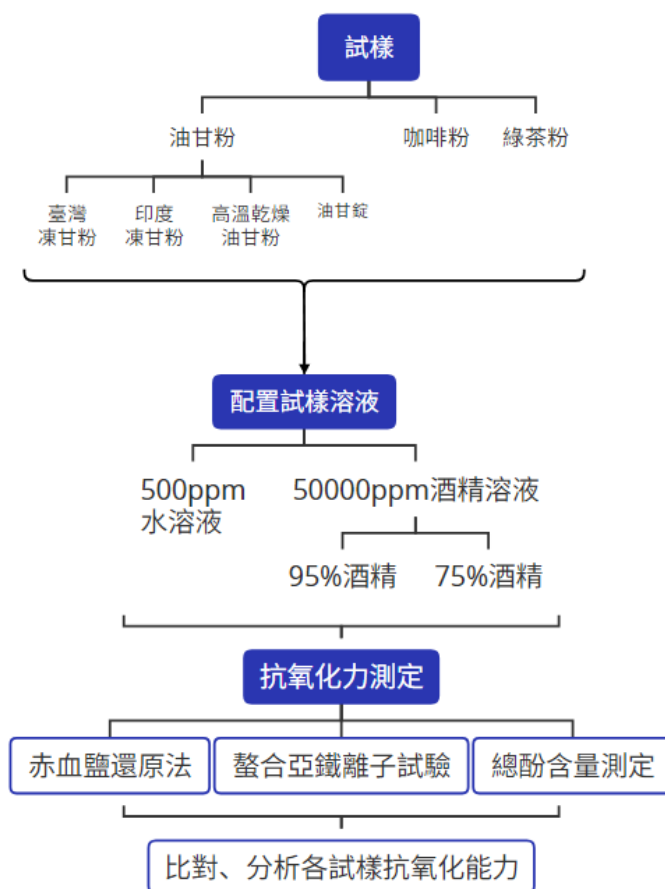 試樣
油甘粉
咖啡粉
綠茶粉
臺灣
凍甘粉
印度
凍甘粉
高溫乾燥
油甘粉
油甘錠
配置試樣溶液
500ppm
水溶液
50000ppm酒精溶液
95%酒精
75%酒精
抗氧化力測定
赤血鹽還原法
螯合亞鐵離子試驗
總酚含量測定
比對、分析各試樣抗氧化能力